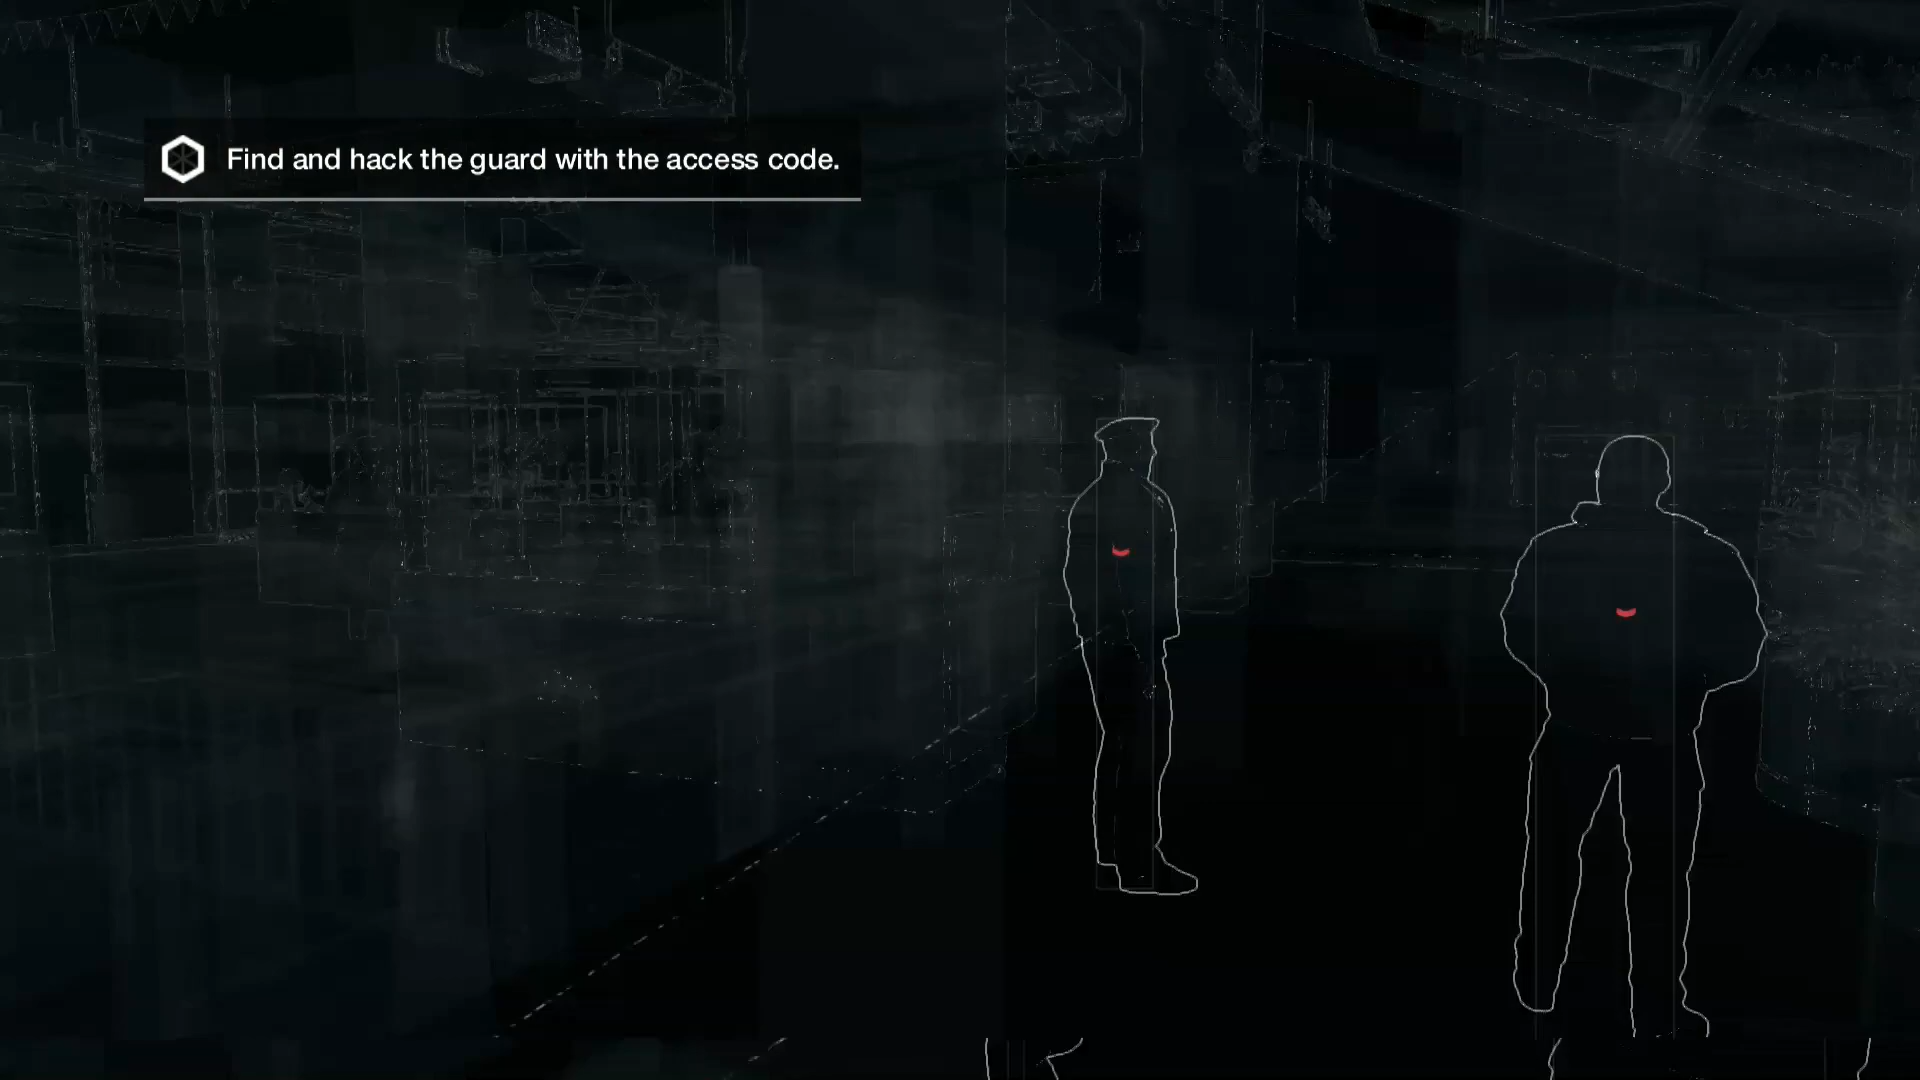 Find and hack the guard with the access code.